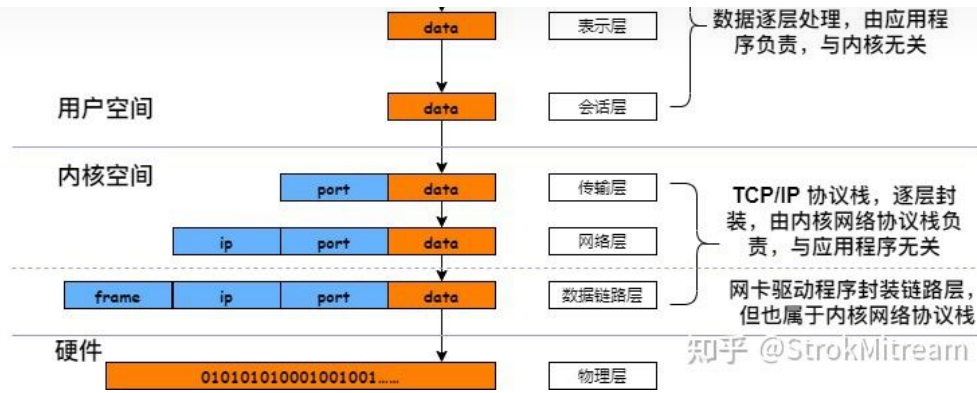 data
表示层
数据逐层处理，由应用程
序负责，与内核无关
用户空间
data
会话层
内核空间
port
data
传输层
TCP/IP 协议栈，逐层封
装，由内核网络协议栈负
责，与应用程序无关
ip
port
data
网络层
frame
ip
port
data
数据链路层
网卡驱动程序封装链路层，
但也属于内核网络协议栈
硬件
010101010001001001……
物理层
知乎 @StrokMitream